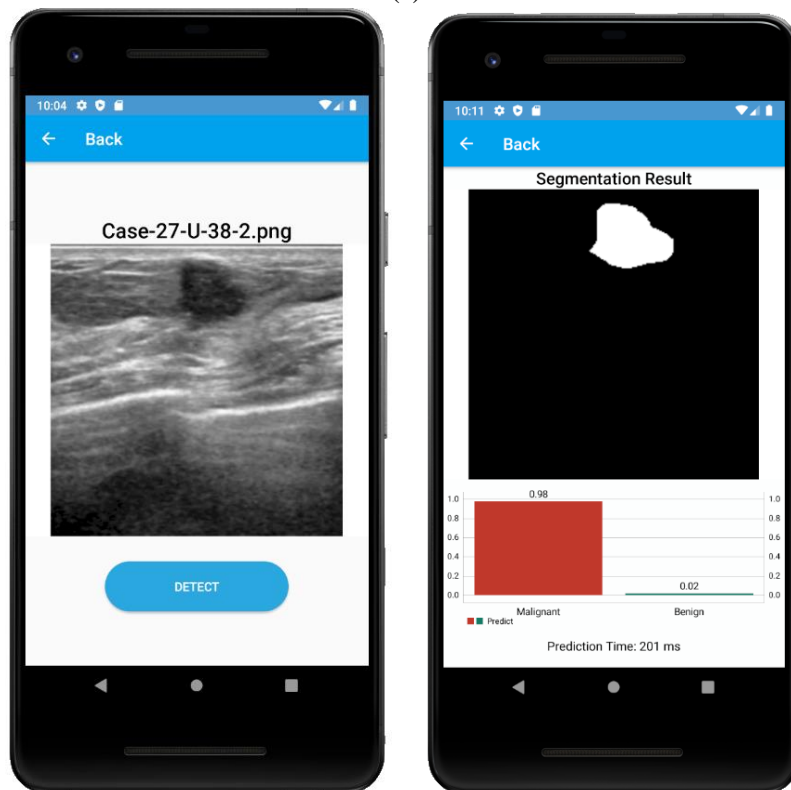 10:04
Back
Case-27-U-38-2.png
DETECT
10:11
Back
Segmentation Result
0.98
1.0 1.0
0.8 0.8
0.6 0.6
0.4 0.4
0.2 0.02 0.2
0.0 0.0
Malignant Benign
Predict
Prediction Time: 201 ms